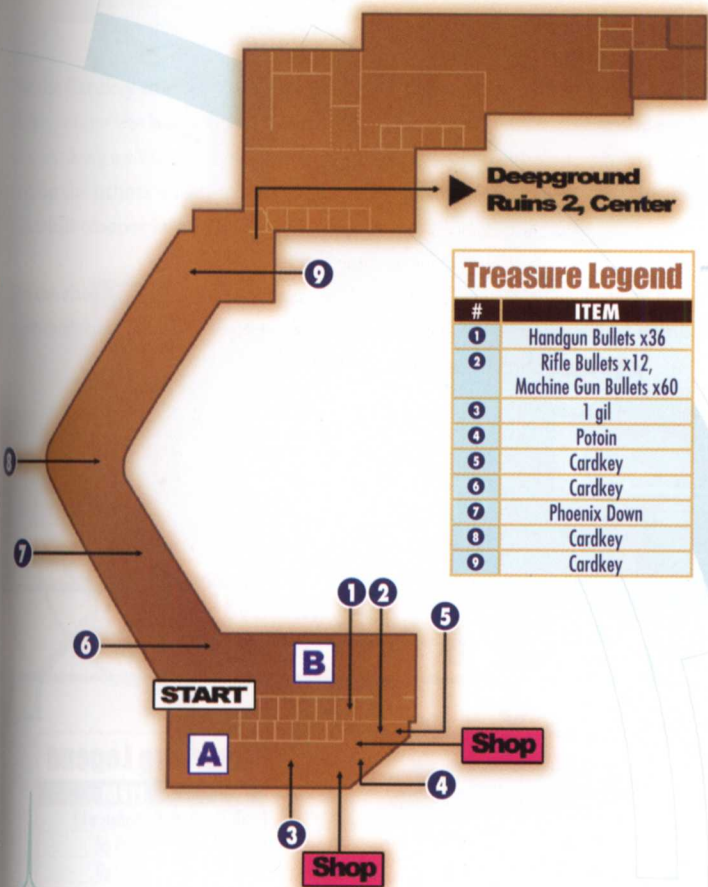 Deepground
Ruins 2, Center
9
Treasure Legend
# ITEM
1 Handgun Bullets x36
2 Rifle Bullets x12,
Machine Gun Bullets x60
3 1 gil
4 Potoin
5 Cardkey
6 Cardkey
7 Phoenix Down
8 Cardkey
9 Cardkey
8
7
1 2
5
6
B
START
A
Shop
4
3
Shop